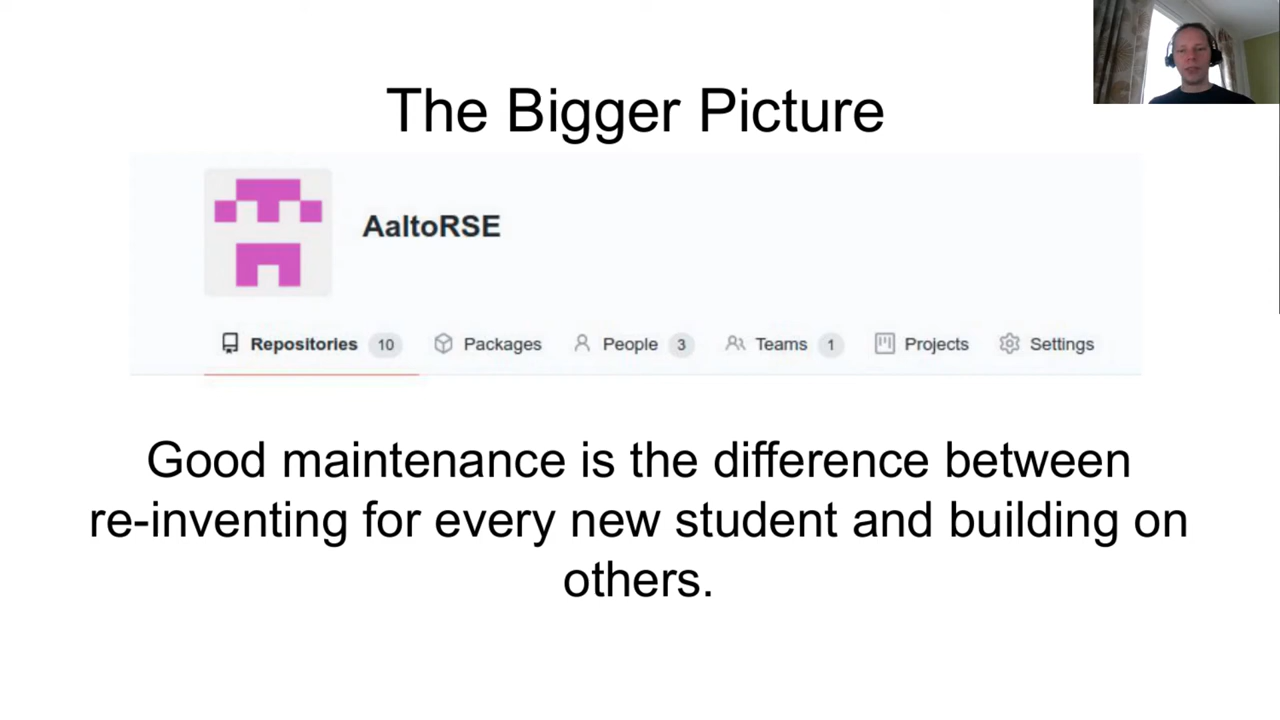 The Bigger Picture
AaltoRSE
Repositories 10 Packages People 3 Teams 1 Projects Settings
Good maintenance is the difference between
re-inventing for every new student and building on
others.